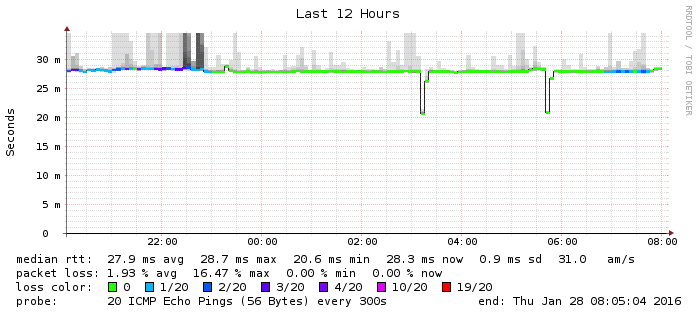 Last 12 Hours
RRDTOOL / TOBI OETIKER
Seconds
30 m
25 m
20 m
15 m
10 m
5 m
0
22:00 00:00 02:00 04:00 06:00 08:00
median rtt: 27.9 ms avg 28.7 ms max 20.6 ms min 28.3 ms now 0.9 ms sd 31.0 am/s
packet loss: 1.93 % avg 16.47 % max 0.00 % min 0.00 % now
loss color: 0 1/20 2/20 3/20 4/20 10/20 19/20
probe: 20 ICMP Echo Pings (56 Bytes) every 300s end: Thu Jan 28 08:05:04 2016